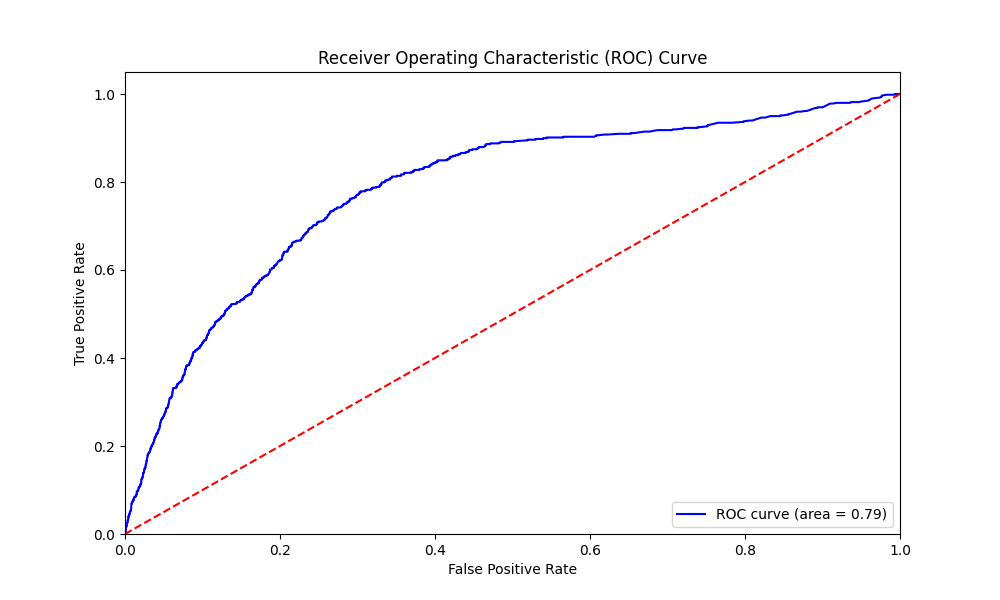 Receiver Operating Characteristic (ROC) Curve
1.0
0.8
0.6
0.4
0.2
0.0
True Positive Rate
ROC curve (area = 0.79)
0.0 0.2 0.4 0.6 0.8 1.0
False Positive Rate